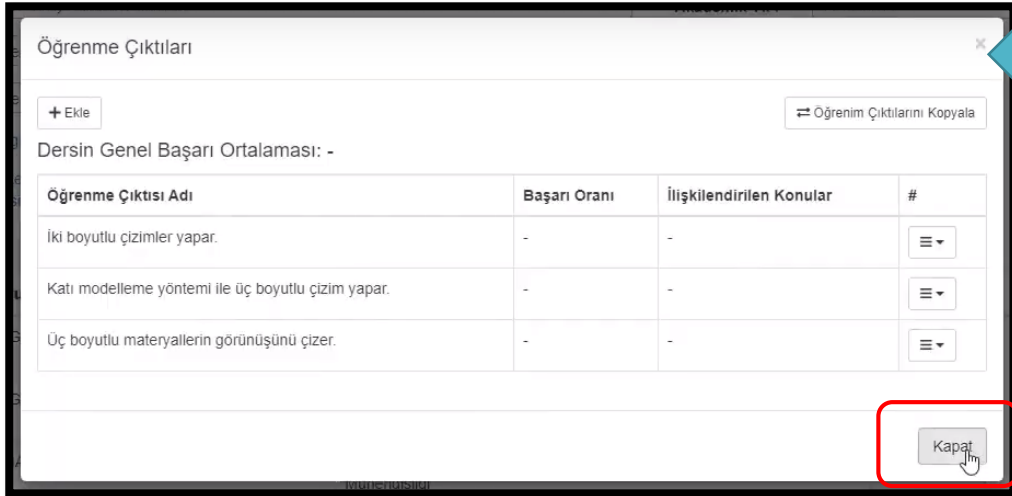 Öğrenme Çıktıları
×
+ Ekle
Öğrenim Çıktılarını Kopyala
Dersin Genel Başarı Ortalaması: -
Öğrenme Çıktısı Adı Başarı Oranı İlişkilendirilen Konular #
İki boyutlu çizimler yapar. - -
Katı modelleme yöntemi ile üç boyutlu çizim yapar. - -
Üç boyutlu materyallerin görünüşünü çizer. - -
Kapat